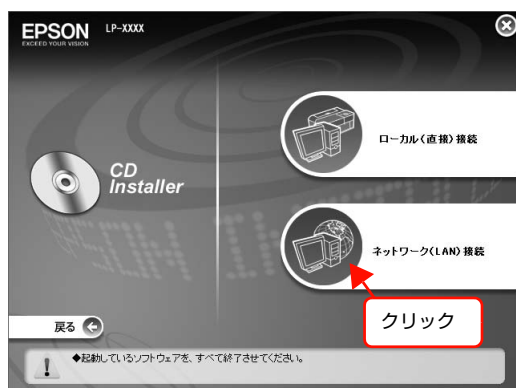 EPSON LP-XXXX
EXCEED YOUR VISION
ローカル(直接)接続
CD
Installer
ネットワーク(LAN)接続
クリック
戻る
◆起動しているソフトウェアを、すべて終了させてください。